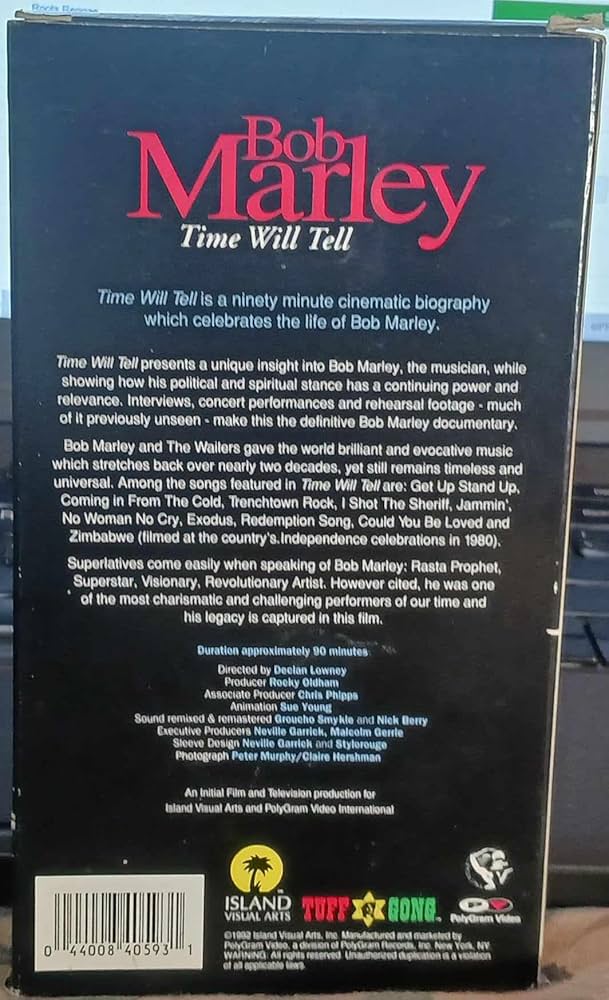 Roots Reggae
Bob
Marley
Time Will Tell
Time Will Tell is a ninety minute cinematic biography
which celebrates the life of Bob Marley.
Time Will Tell presents a unique insight into Bob Marley, the musician, while
showing how his political and spiritual stance has a continuing power and
relevance. Interviews, concert performances and rehearsal footage - much
of it previously unseen - make this the definitive Bob Marley documentary.
Bob Marley and The Wailers gave the world brilliant and evocative music
which stretches back over nearly two decades, yet still remains timeless and
universal. Among the songs featured in Time Will Tell are: Get Up Stand Up,
Coming in From The Cold, Trenchtown Rock, I Shot The Sheriff, Jammin',
No Woman No Cry, Exodus, Redemption Song, Could You Be Loved and
Zimbabwe (filmed at the country's.Independence celebrations in 1980).
Superlatives come easily when speaking of Bob Marley: Rasta Prophet,
Superstar, Visionary, Revolutionary Artist. However cited, he was one
of the most charismatic and challenging performers of our time and
his legacy is captured in this film.
Duration approximately 90 minutes
Directed by Declan Lowney
Producer Rocky Oldham
Associate Producer Chris Phipps
Animation Sue Young
Sound remixed & remastered Groucho Smykle and Nick Berry
Executive Producers Neville Garrick, Malcolm Gerrie
Sleeve Design Neville Garrick and Stylorouge
Photograph Peter Murphy/Claire Hershman
An Initial Film and Television production for
Island Visual Arts and PolyGram Video International
ISLAND™
VISUAL ARTS
TUFF GONG™
PolyGram Video
0 44008 40593 1
©1992 Island Visual Arts, Inc. Manufactured and marketed by
PolyGram Video, a division of PolyGram Records, Inc. New York, NY.
WARNING: All rights reserved. Unauthorized duplication is a violation
of all applicable laws.